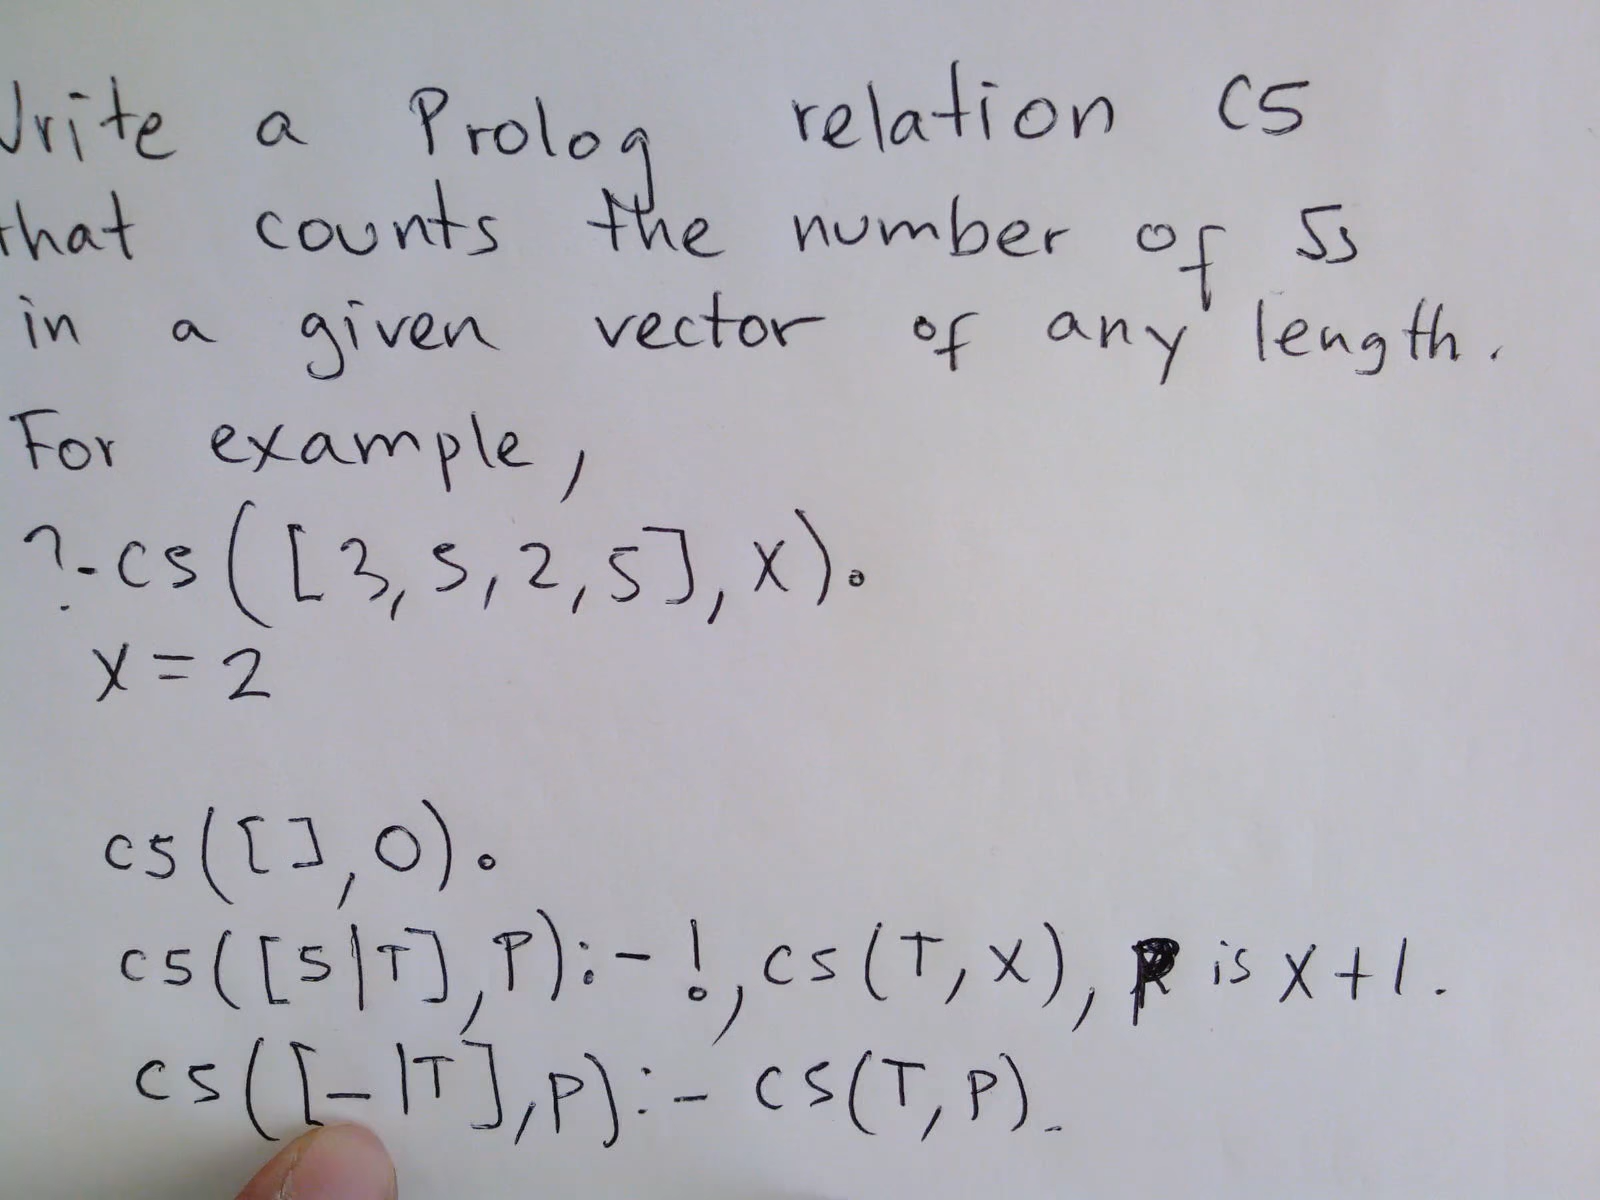 Write a Prolog relation c5
that counts the number of 5s
in a given vector of any length.
For example,
?-c5([3,5,2,5],X).
X=2
c5([],0).
c5([5|T],P):-!,c5(T,X),P is X+1.
c5([_|T],P):-c5(T,P).